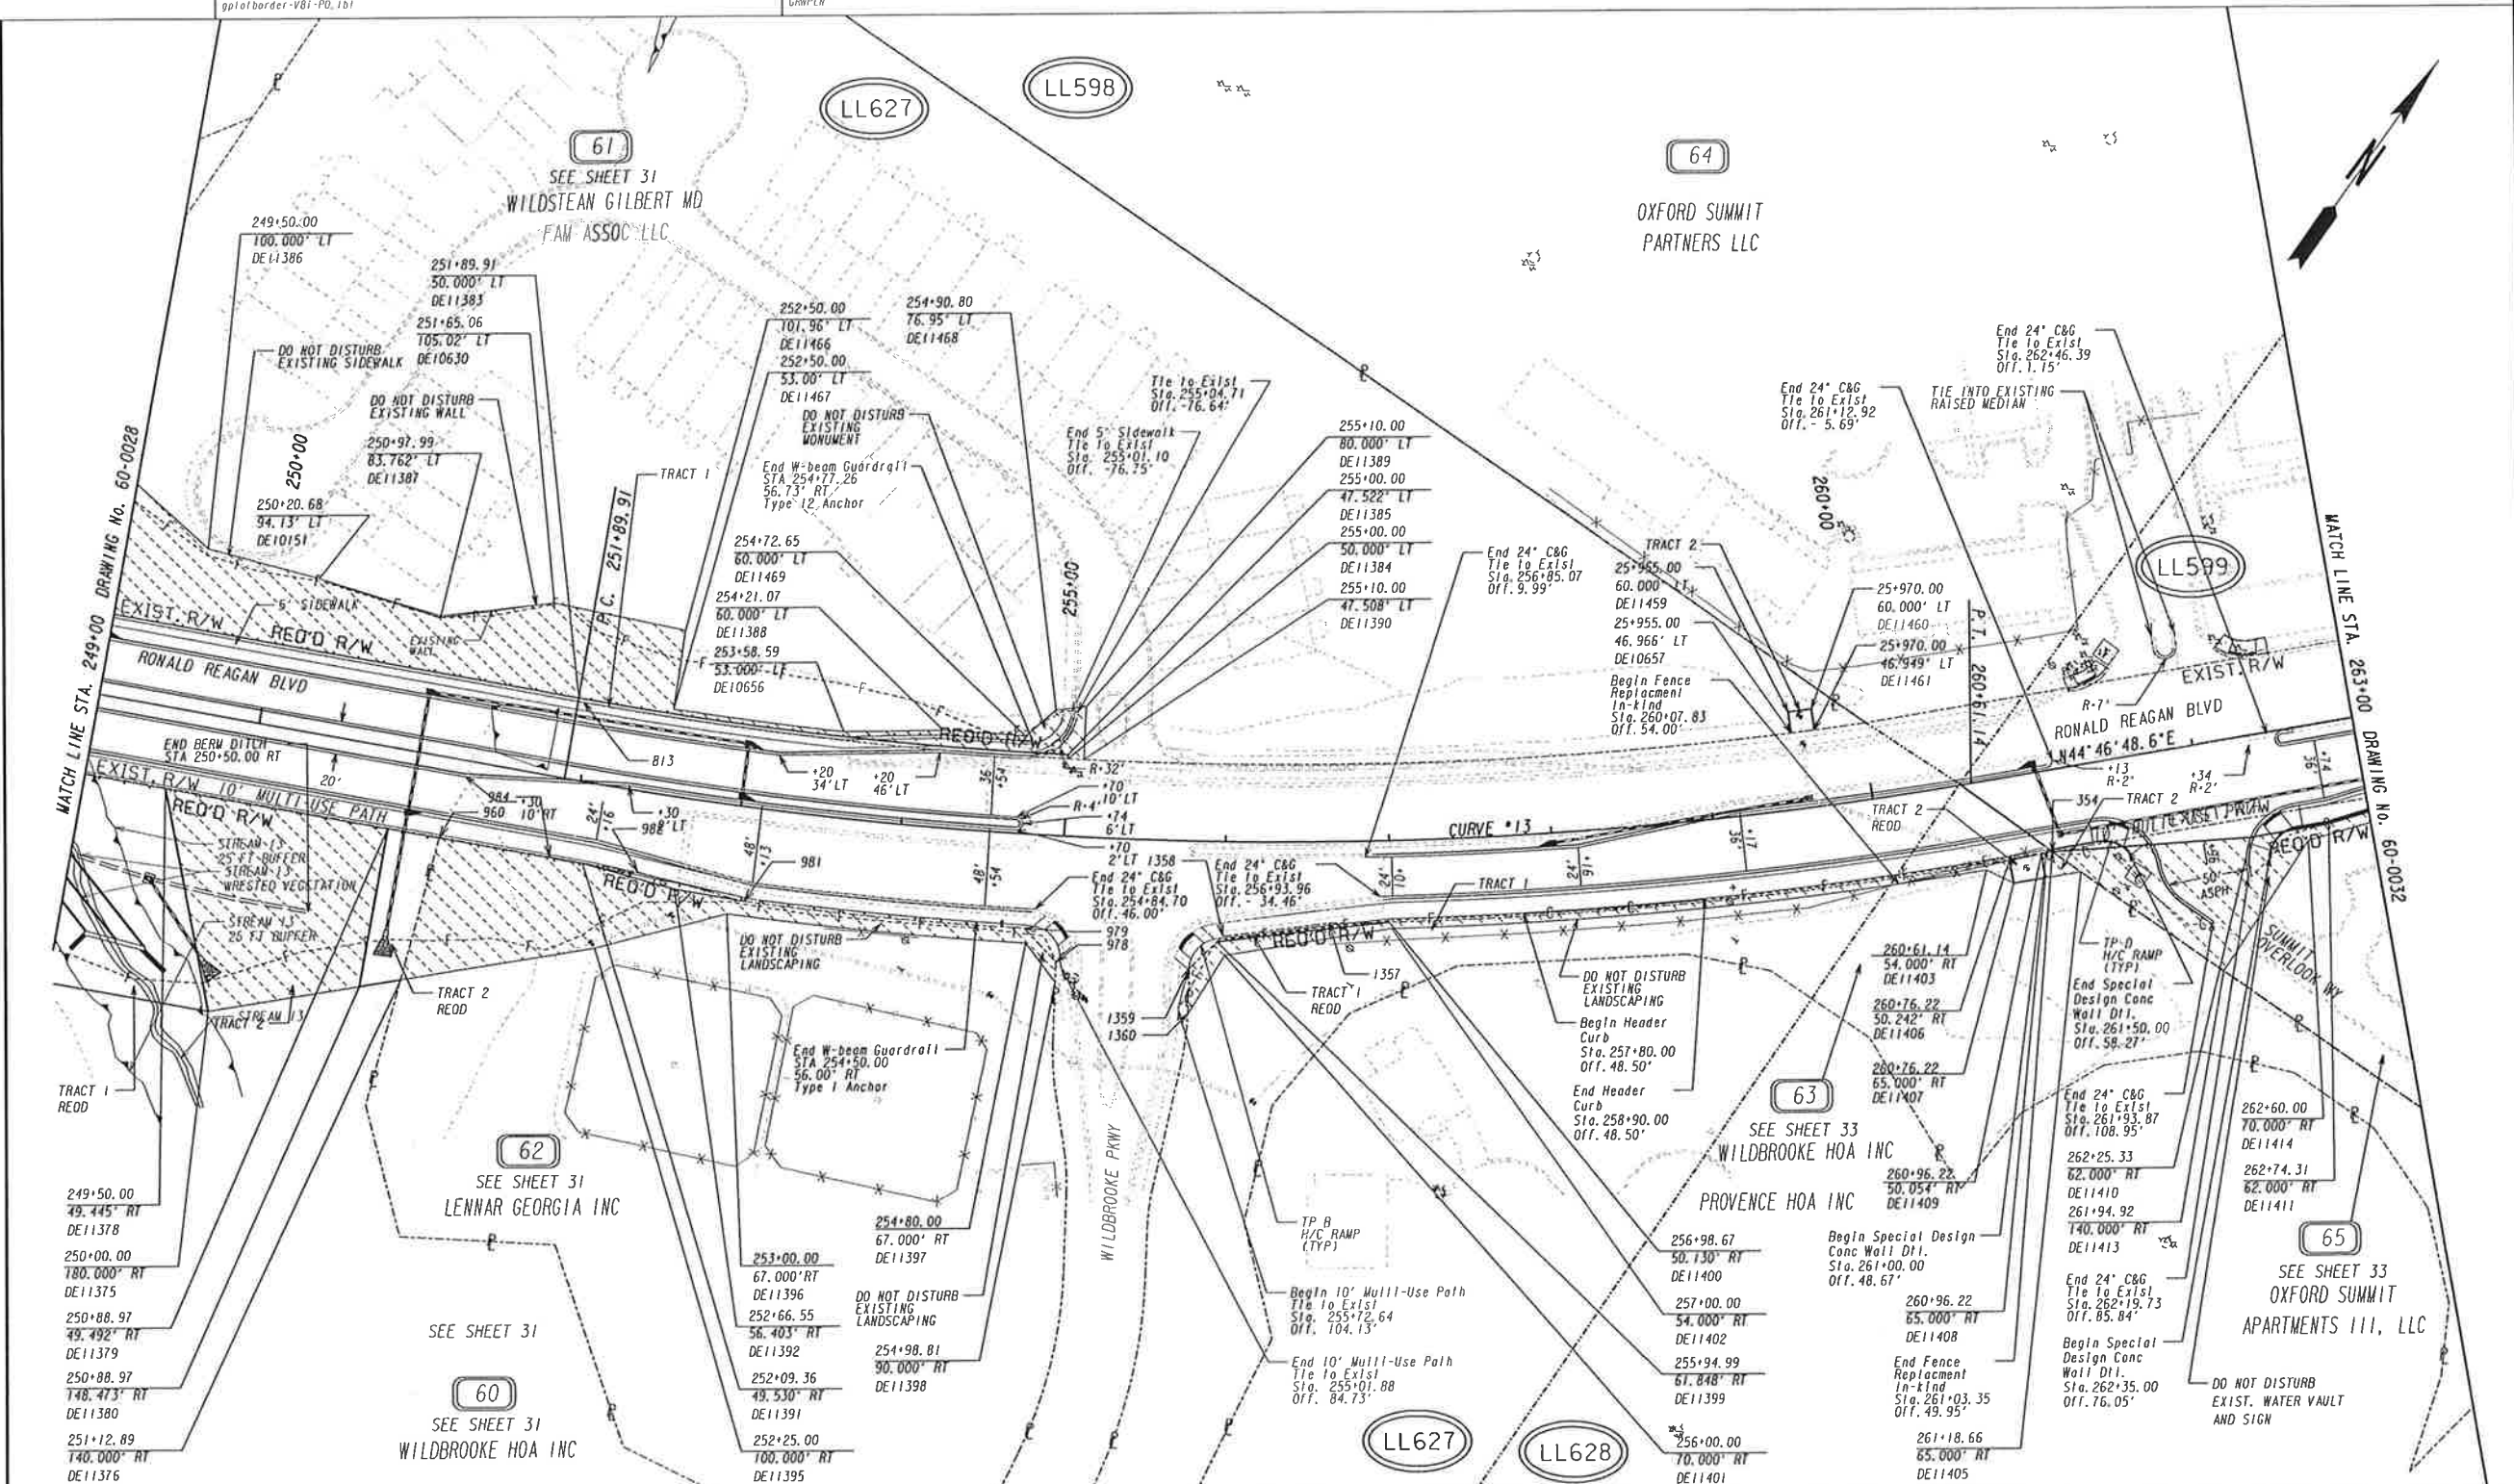 gplotborder-V8i-PO.tbl
GRNPLN
LL627
LL598
61
SEE SHEET 31
WILDSTEAN GILBERT MD
FAM ASSOC LLC
64
OXFORD SUMMIT
PARTNERS LLC
N
249+50.00
100.000' LT
DE11386
251+89.91
50.000' LT
DE11383
251+65.06
105.02' LT
DE10630
DO NOT DISTURB
EXISTING SIDEWALK
DO NOT DISTURB
EXISTING WALL
250+97.99
83.762' LT
DE11387
250+00
250+20.68
94.13' LT
DE10151
252+50.00
101.96' LT
DE11466
252+50.00
53.00' LT
DE11467
254+90.80
76.95' LT
DE11468
DO NOT DISTURB
EXISTING
MONUMENT
TRACT 1
End W-beam Guardrail
STA 254+77.26
56.73' RT
Type 12 Anchor
P.C. 251+89.91
254+72.65
60.000' LT
DE11469
254+21.07
60.000' LT
DE11388
253+58.59
53.000' LT
DE10656
Tie to Exist
Sta. 255+04.71
Off. -76.64'
End 5' Sidewalk
Tie to Exist
Sta. 255+01.10
Off. -76.75'
255+00
255+10.00
80.000' LT
DE11389
255+00.00
47.522' LT
DE11385
255+00.00
50.000' LT
DE11384
255+10.00
47.508' LT
DE11390
End 24" C&G
Tie to Exist
Sta. 256+85.07
Off. 9.99'
TRACT 2
25+955.00
60.000' LT
DE11459
25+955.00
46.966' LT
DE10657
Begin Fence
Replacment
In-kind
Sta. 260+07.83
Off. 54.00'
260+00
25+970.00
60.000' LT
DE11460
25+970.00
46.949' LT
DE11461
P.T. 260+61.14
End 24" C&G
Tie to Exist
Sta. 261+12.92
Off. - 5.69'
End 24" C&G
Tie to Exist
Sta. 262+46.39
Off. 1.15'
TIE INTO EXISTING
RAISED MEDIAN
LL599
MATCH LINE STA. 249+00 DRAWING No. 60-0028
MATCH LINE STA. 263+00 DRAWING No. 60-0032
EXIST. R/W
5' SIDEWALK
REQ'D R/W
EXISTING
WALL
RONALD REAGAN BLVD
END BERM DITCH
STA 250+50.00 RT
20'
EXIST. R/W
10' MULTI-USE PATH
REQ'D R/W
984
960
+30
10'RT
24'
+16
988
+30
8'LT
813
48'
+13
981
+20
34'LT
+20
46'LT
REQ'D R/W
36'
+54
48'
+54
R=32'
+70
10'LT
R=4'
+74
6'LT
+70
2'LT
1358
CURVE #13
End 24" C&G
Tie to Exist
Sta. 254+84.70
Off. 46.00'
End 24" C&G
Tie to Exist
Sta. 256+93.96
Off. - 34.46'
24'
+01
TRACT 1
24'
+16
36'
+17
TRACT 2
REQD
EXIST. R/W
R=7'
RONALD REAGAN BLVD
N44°46'48.6"E
+13
R=2'
+34
R=2'
+74
36'
354
TRACT 2
REQ'D R/W
+96
50'
ASPH
SUMMIT
OVERLOOK WY
STREAM 13
25 FT BUFFER
STREAM 13
WRESTED VEGETATION
STREAM 13
25 FT BUFFER
REQ'D R/W
DO NOT DISTURB
EXISTING
LANDSCAPING
979
978
REQ'D R/W
1357
TRACT 1
REQD
DO NOT DISTURB
EXISTING
LANDSCAPING
1359
1360
Begin Header
Curb
Sta. 257+80.00
Off. 48.50'
End Header
Curb
Sta. 258+90.00
Off. 48.50'
260+61.14
54.000' RT
DE11403
260+76.22
50.242' RT
DE11406
260+76.22
65.000' RT
DE11407
TP D
H/C RAMP
(TYP)
End Special
Design Conc
Wall Dtl.
Sta. 261+50.00
Off. 58.27'
TRACT 2
REQD
STREAM 13
TRACT 2
TRACT 1
REQD
End W-beam Guardrail
STA 254+50.00
56.00' RT
Type 1 Anchor
62
SEE SHEET 31
LENNAR GEORGIA INC
WILDBROOKE PKWY
63
SEE SHEET 33
WILDBROOKE HOA INC
PROVENCE HOA INC
End 24" C&G
Tie to Exist
Sta. 261+93.87
Off. 108.95'
262+60.00
70.000' RT
DE11414
262+25.33
62.000' RT
DE11410
262+74.31
62.000' RT
DE11411
261+94.92
140.000' RT
DE11413
260+96.22
50.054' RT
DE11409
249+50.00
49.445' RT
DE11378
250+00.00
180.000' RT
DE11375
250+88.97
49.492' RT
DE11379
250+88.97
148.473' RT
DE11380
251+12.89
140.000' RT
DE11376
SEE SHEET 31
60
SEE SHEET 31
WILDBROOKE HOA INC
253+00.00
67.000'RT
DE11396
252+66.55
56.403' RT
DE11392
252+09.36
49.530' RT
DE11391
252+25.00
100.000' RT
DE11395
254+80.00
67.000' RT
DE11397
DO NOT DISTURB
EXISTING
LANDSCAPING
254+98.81
90.000' RT
DE11398
TP B
H/C RAMP
(TYP)
Begin 10' Multi-Use Path
Tie to Exist
Sta. 255+72.64
Off. 104.13'
End 10' Multi-Use Path
Tie to Exist
Sta. 255+01.88
Off. 84.73'
LL627
LL628
256+98.67
50.130' RT
DE11400
257+00.00
54.000' RT
DE11402
255+94.99
61.848' RT
DE11399
256+00.00
70.000' RT
DE11401
Begin Special Design
Conc Wall Dtl.
Sta. 261+00.00
Off. 48.67'
260+96.22
65.000' RT
DE11408
End Fence
Replacment
In-kind
Sta. 261+03.35
Off. 49.95'
261+18.66
65.000' RT
DE11405
End 24" C&G
Tie to Exist
Sta. 262+19.73
Off. 85.84'
Begin Special
Design Conc
Wall Dtl.
Sta. 262+35.00
Off. 76.05'
65
SEE SHEET 33
OXFORD SUMMIT
APARTMENTS III, LLC
DO NOT DISTURB
EXIST. WATER VAULT
AND SIGN